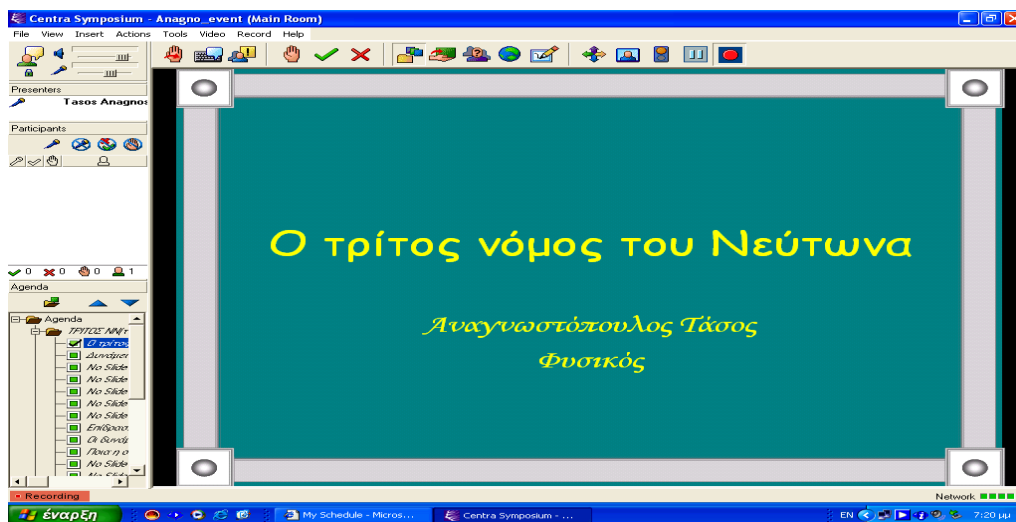 Centra Symposium - Anagno_event (Main Room)
File View Insert Actions Tools Video Record Help
Presenters
Tasos Anagnos
Participants
0 0 0 1
Agenda
Agenda
ΤΡΙΤΟΣ ΝΝ(τ
Ο τρίτος
Δυνάμει
No Slide
No Slide
No Slide
No Slide
No Slide
Επίδρασ
Οι δυνάμ
Ποια η ο
No Slide
No Slide
Ο τρίτος νόμος του Νεύτωνα
Αναγνωστόπουλος Τάσος
Φυσικός
Recording
Network
έναρξη
My Schedule - Micros...
Centra Symposium - ...
EN
7:20 μμ